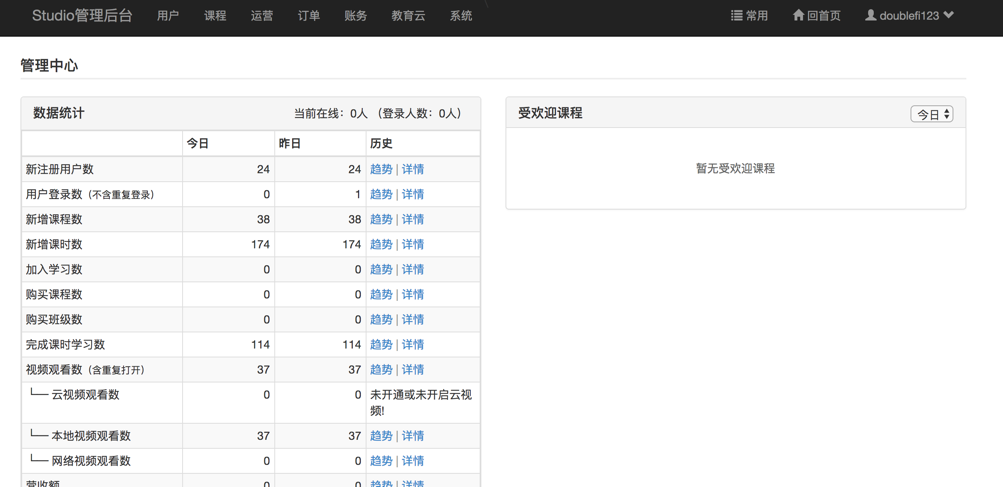 Studio管理后台 用户 课程 运营 订单 账务 教育云 系统 常用 回首页 doublefi123
管理中心
数据统计 当前在线：0人 （登录人数：0人）
今日 昨日 历史
新注册用户数 24 24 趋势 | 详情
用户登录数（不含重复登录） 0 1 趋势 | 详情
新增课程数 38 38 趋势 | 详情
新增课时数 174 174 趋势 | 详情
加入学习数 0 0 趋势 | 详情
购买课程数 0 0 趋势 | 详情
购买班级数 0 0 趋势 | 详情
完成课时学习数 114 114 趋势 | 详情
视频观看数（含重复打开） 37 37 趋势 | 详情
└── 云视频观看数 0 0 未开通或未开启云视
频!
└── 本地视频观看数 37 37 趋势 | 详情
└── 网络视频观看数 0 0 趋势 | 详情
营收额 0 0 趋势 | 详情
受欢迎课程 今日
暂无受欢迎课程